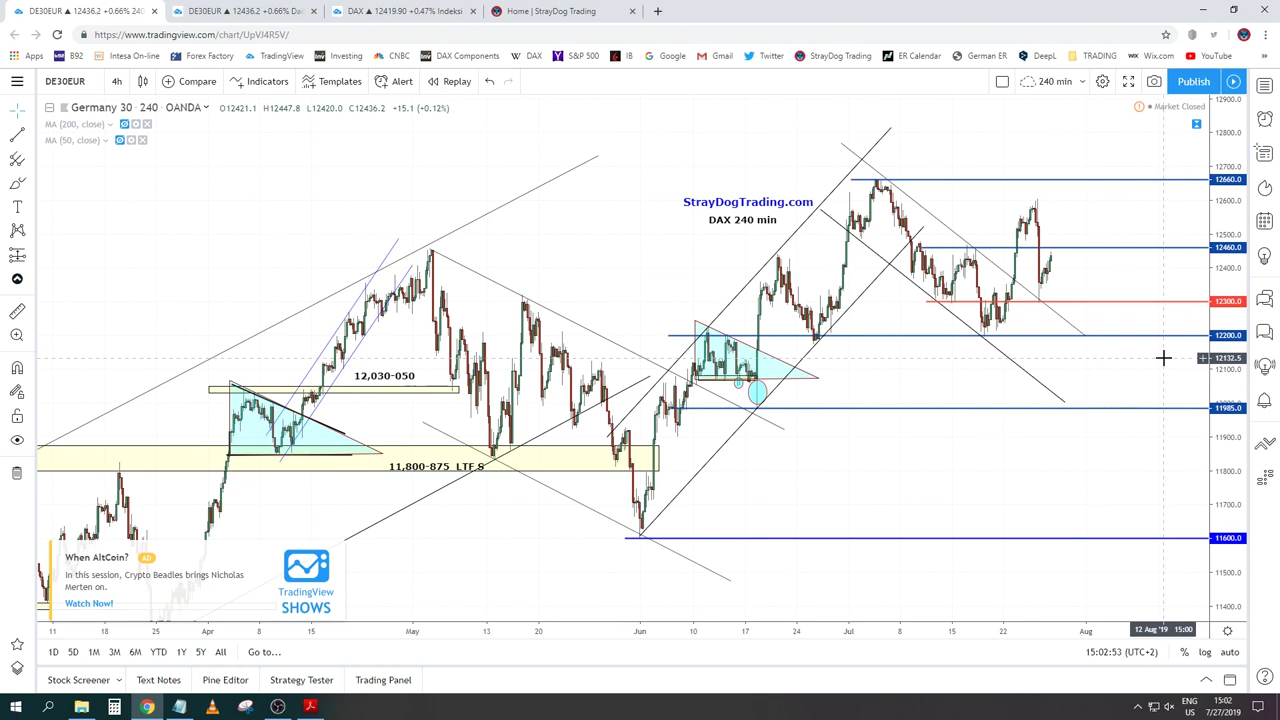 DE30EUR ▲ 12436.2 +0.66% 240
DE30EUR ▲ 12436.2 +0.66% Dai
DAX ▲ 12419.90 +0.47% Indeksi
Home | StrayDog Trading
https://www.tradingview.com/chart/UpVJ4R5V/
Apps
B92
Intesa On-line
Forex Factory
TradingView
Investing
CNBC
DAX Components
DAX
S&P 500
IB
Google
Gmail
Twitter
StrayDog Trading
ER Calendar
German ER
DeepL
TRADING
Wix.com
YouTube
DE30EUR
4h
Compare
Indicators
Templates
Alert
Replay
240 min
Publish
Germany 30 · 240 · OANDA
O12421.1 H12447.8 L12420.0 C12436.2 +15.1 (+0.12%)
Market Closed
MA (200, close)
MA (50, close)
StrayDogTrading.com
DAX 240 min
12,030-050
11,800-875 LTF S
12900.0
12800.0
12700.0
12660.0
12600.0
12500.0
12460.0
12400.0
12300.0
12200.0
12132.5
12100.0
11985.0
11900.0
11800.0
11700.0
11600.0
11500.0
11400.0
When AltCoin? AD
In this session, Crypto Beadles brings Nicholas
Merten on.
Watch Now!
TradingView
SHOWS
11 18 25 Apr 8 15 May 13 20 Jun 10 17 24 Jul 9 15 22 Aug 12 Aug '19 15:00
1D 5D 1M 3M 6M YTD 1Y 5Y All Go to...
15:02:53 (UTC+2) % log auto
Stock Screener
Text Notes
Pine Editor
Strategy Tester
Trading Panel
ENG
US
15:02
7/27/2019